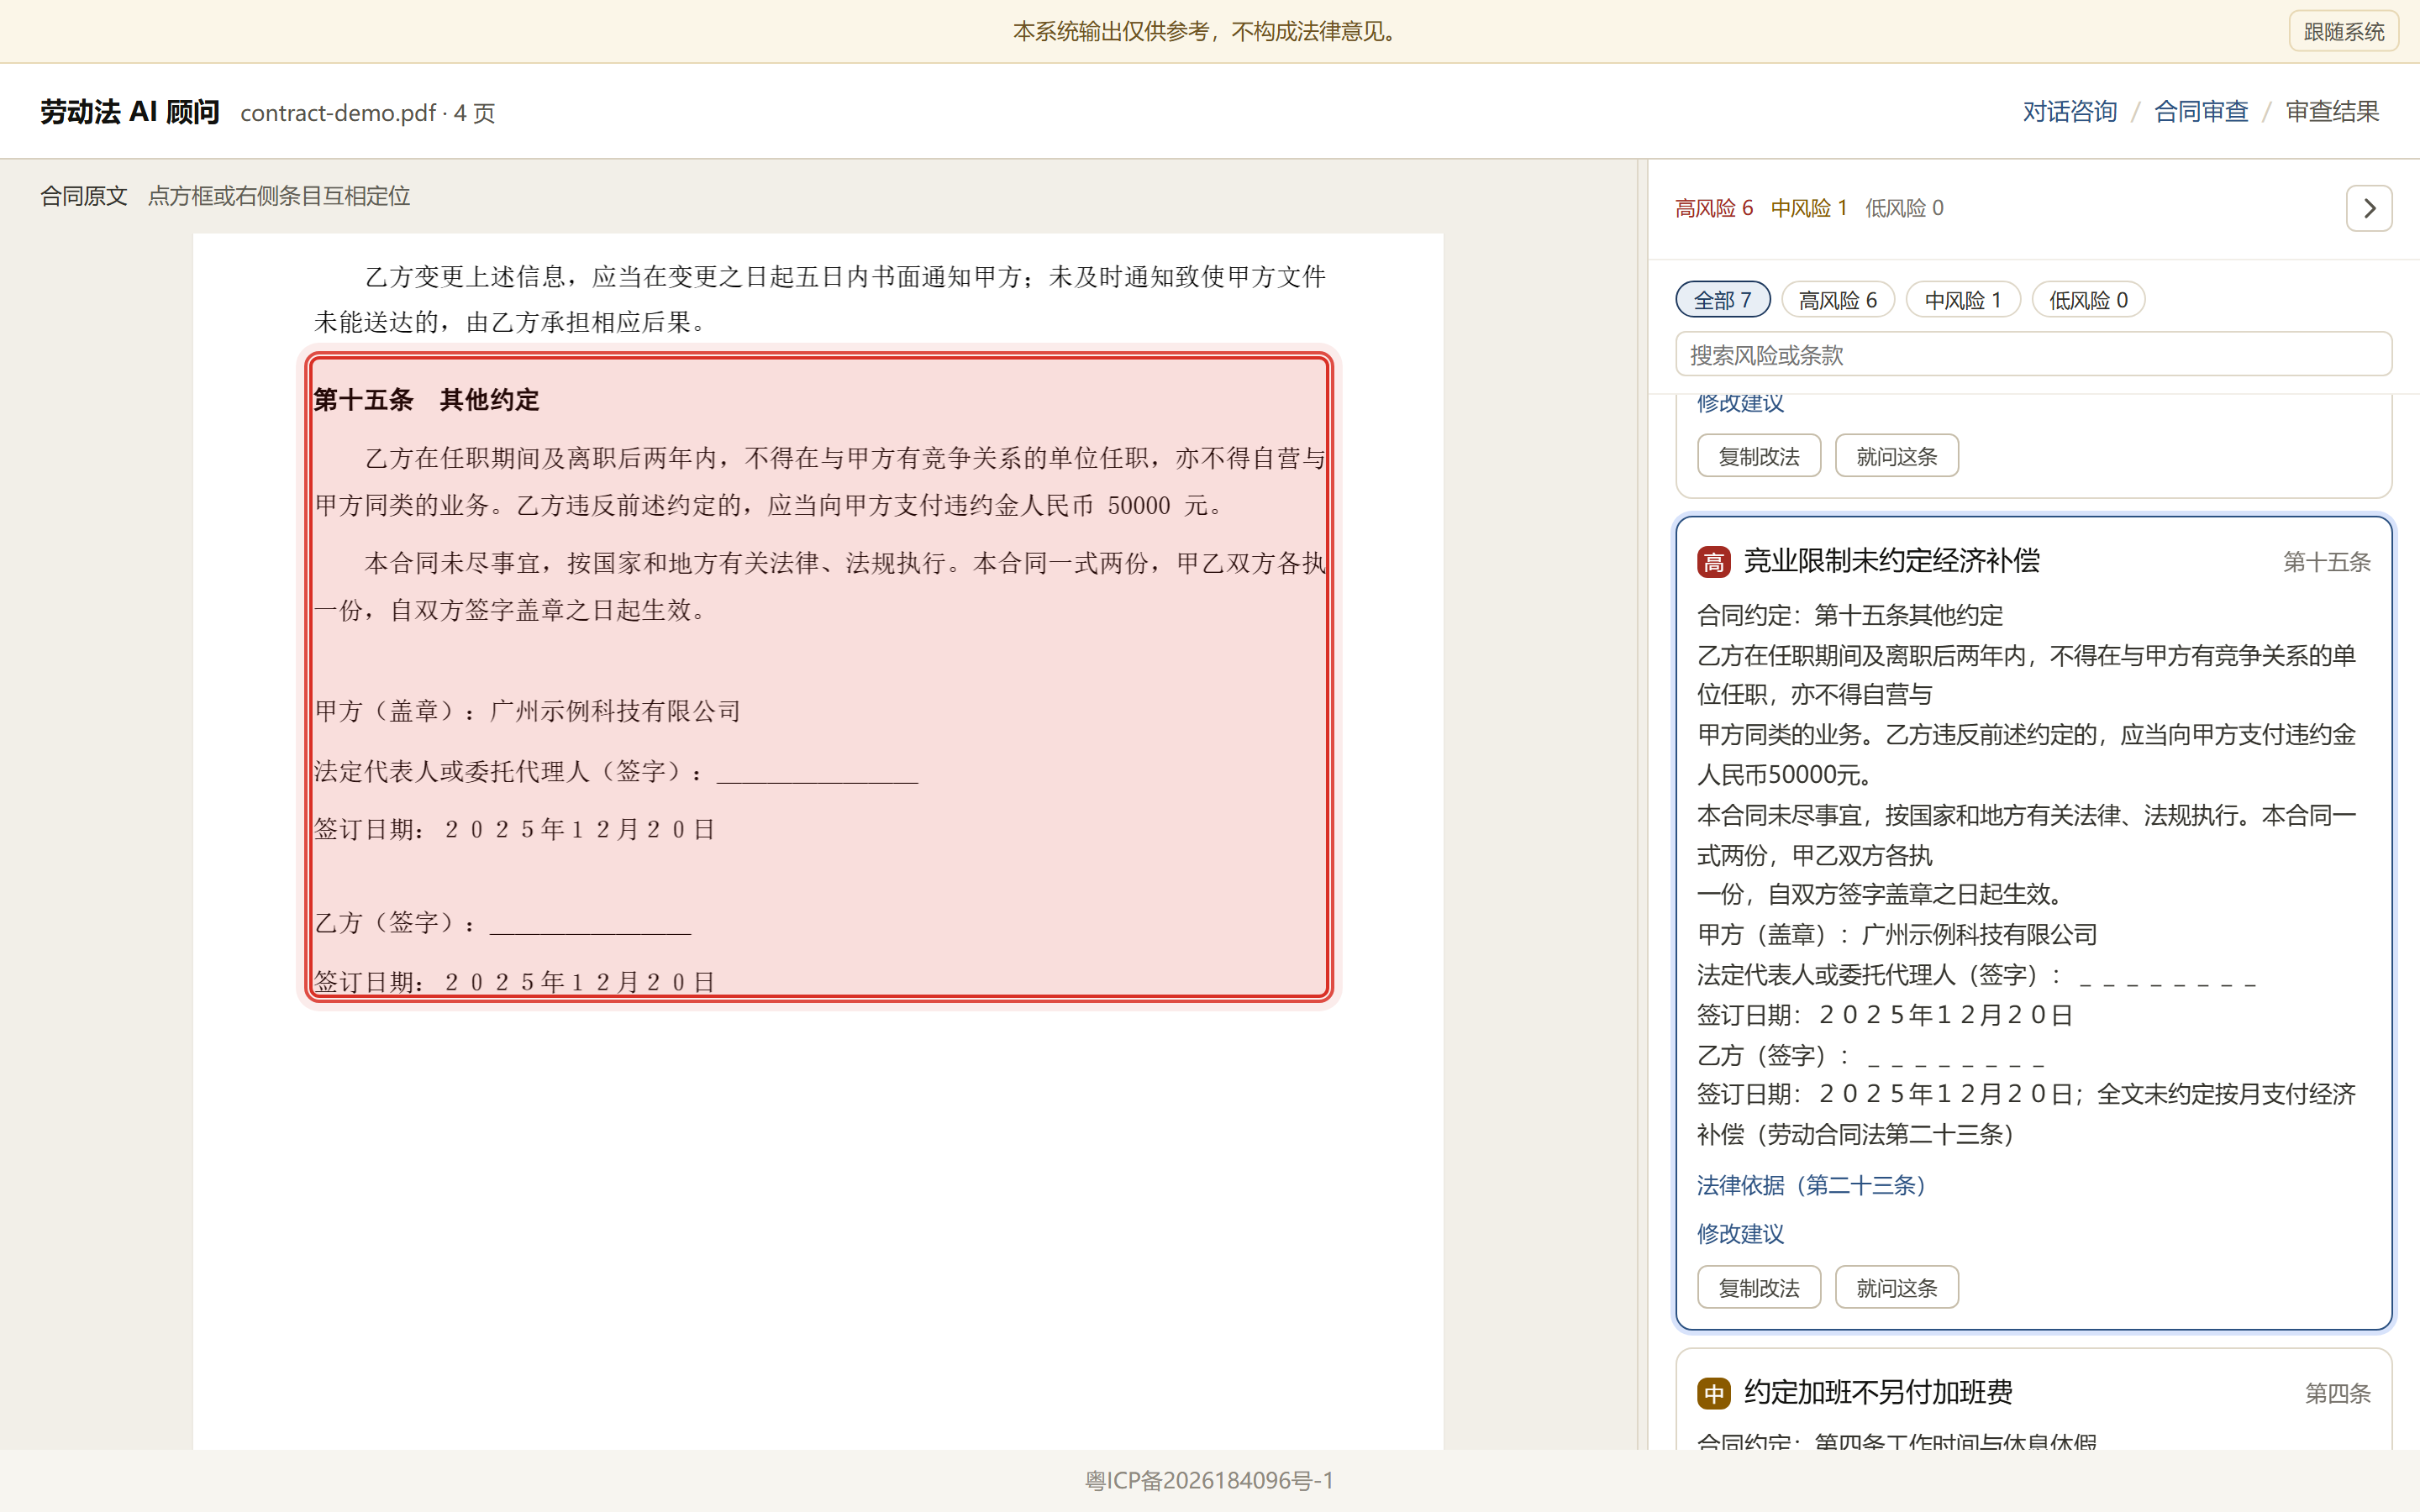 本系统输出仅供参考，不构成法律意见。
跟随系统
劳动法 AI 顾问 contract-demo.pdf · 4 页
对话咨询 / 合同审查 / 审查结果
合同原文 点方框或右侧条目互相定位
乙方变更上述信息，应当在变更之日起五日内书面通知甲方；未及时通知致使甲方文件
未能送达的，由乙方承担相应后果。
第十五条 其他约定
乙方在任职期间及离职后两年内，不得在与甲方有竞争关系的单位任职，亦不得自营与
甲方同类的业务。乙方违反前述约定的，应当向甲方支付违约金人民币 50000 元。
本合同未尽事宜，按国家和地方有关法律、法规执行。本合同一式两份，甲乙双方各执
一份，自双方签字盖章之日起生效。
甲方（盖章）：广州示例科技有限公司
法定代表人或委托代理人（签字）：________________
签订日期：２０２５年１２月２０日
乙方（签字）：________________
签订日期：２０２５年１２月２０日
高风险 6 中风险 1 低风险 0
全部 7 高风险 6 中风险 1 低风险 0
搜索风险或条款
修改建议
复制改法 就问这条
高 竞业限制未约定经济补偿 第十五条
合同约定：第十五条其他约定
乙方在任职期间及离职后两年内，不得在与甲方有竞争关系的单
位任职，亦不得自营与
甲方同类的业务。乙方违反前述约定的，应当向甲方支付违约金
人民币50000元。
本合同未尽事宜，按国家和地方有关法律、法规执行。本合同一
式两份，甲乙双方各执
一份，自双方签字盖章之日起生效。
甲方（盖章）：广州示例科技有限公司
法定代表人或委托代理人（签字）：＿＿＿＿＿＿＿＿
签订日期：２０２５年１２月２０日
乙方（签字）：＿＿＿＿＿＿＿＿
签订日期：２０２５年１２月２０日；全文未约定按月支付经济
补偿（劳动合同法第二十三条）
法律依据（第二十三条）
修改建议
复制改法 就问这条
中 约定加班不另付加班费 第四条
合同约定：第四条工作时间与休息休假
粤ICP备2026184096号-1